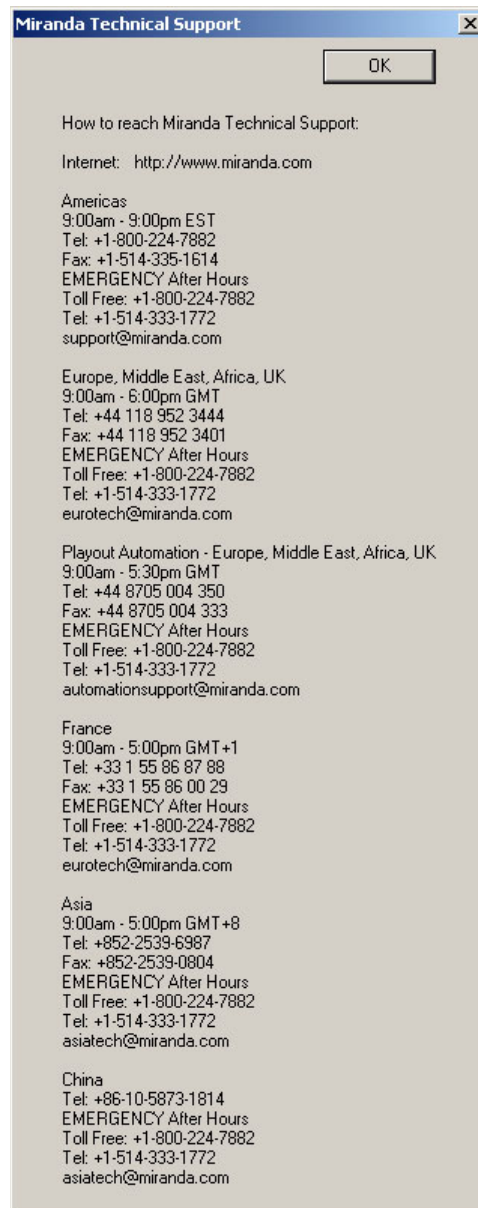 Miranda Technical Support
OK
How to reach Miranda Technical Support:
Internet: http://www.miranda.com
Americas
9:00am - 9:00pm EST
Tel: +1-800-224-7882
Fax: +1-514-335-1614
EMERGENCY After Hours
Toll Free: +1-800-224-7882
Tel: +1-514-333-1772
support@miranda.com
Europe, Middle East, Africa, UK
9:00am - 6:00pm GMT
Tel: +44 118 952 3444
Fax: +44 118 952 3401
EMERGENCY After Hours
Toll Free: +1-800-224-7882
Tel: +1-514-333-1772
eurotech@miranda.com
Playout Automation - Europe, Middle East, Africa, UK
9:00am - 5:30pm GMT
Tel: +44 8705 004 350
Fax: +44 8705 004 333
EMERGENCY After Hours
Toll Free: +1-800-224-7882
Tel: +1-514-333-1772
automationsupport@miranda.com
France
9:00am - 5:00pm GMT+1
Tel: +33 1 55 86 87 88
Fax: +33 1 55 86 00 29
EMERGENCY After Hours
Toll Free: +1-800-224-7882
Tel: +1-514-333-1772
eurotech@miranda.com
Asia
9:00am - 5:00pm GMT+8
Tel: +852-2539-6987
Fax: +852-2539-0804
EMERGENCY After Hours
Toll Free: +1-800-224-7882
Tel: +1-514-333-1772
asiatech@miranda.com
China
Tel: +86-10-5873-1814
EMERGENCY After Hours
Toll Free: +1-800-224-7882
Tel: +1-514-333-1772
asiatech@miranda.com